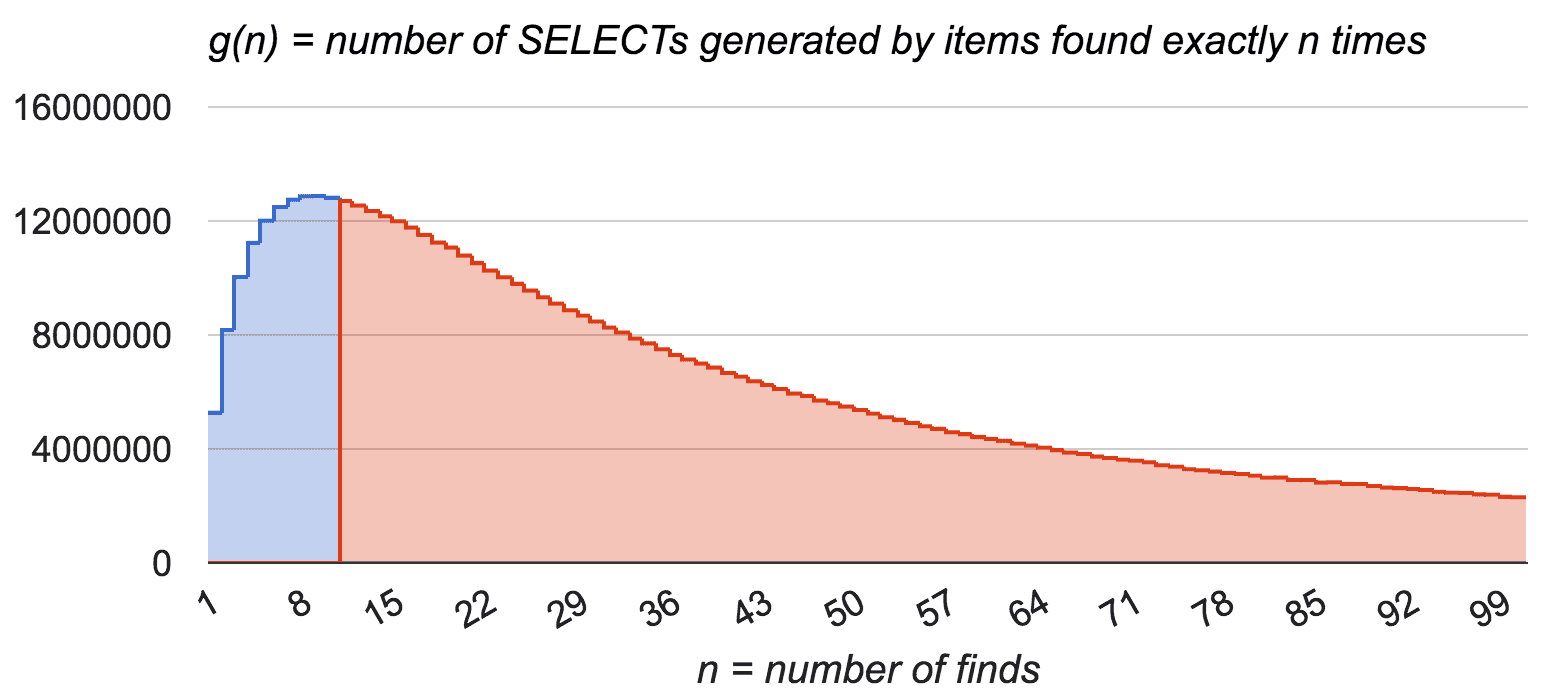 g(n) = number of SELECTs generated by items found exactly n times
16000000
12000000
8000000
4000000
0
1 8 15 22 29 36 43 50 57 64 71 78 85 92 99
n = number of finds